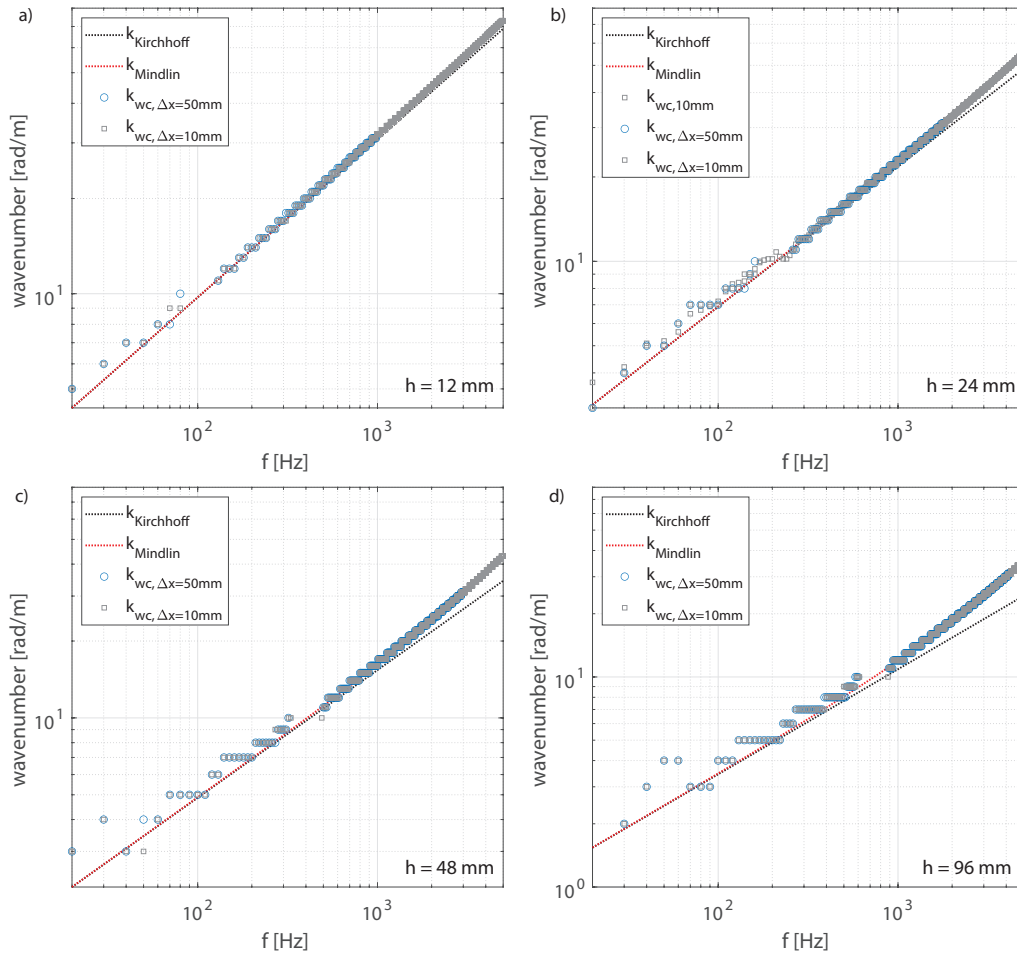 a)
k_Kirchhoff
k_Mindlin
k_wc, Δx=50mm
k_wc, Δx=10mm
wavenumber [rad/m]
10^1
h = 12 mm
10^2
10^3
f [Hz]
b)
k_Kirchhoff
k_Mindlin
k_wc,10mm
k_wc, Δx=50mm
k_wc, Δx=10mm
wavenumber [rad/m]
10^1
h = 24 mm
10^2
10^3
f [Hz]
c)
k_Kirchhoff
k_Mindlin
k_wc, Δx=50mm
k_wc, Δx=10mm
wavenumber [rad/m]
10^1
h = 48 mm
10^2
10^3
f [Hz]
d)
k_Kirchhoff
k_Mindlin
k_wc, Δx=50mm
k_wc, Δx=10mm
wavenumber [rad/m]
10^1
10^0
h = 96 mm
10^2
10^3
f [Hz]